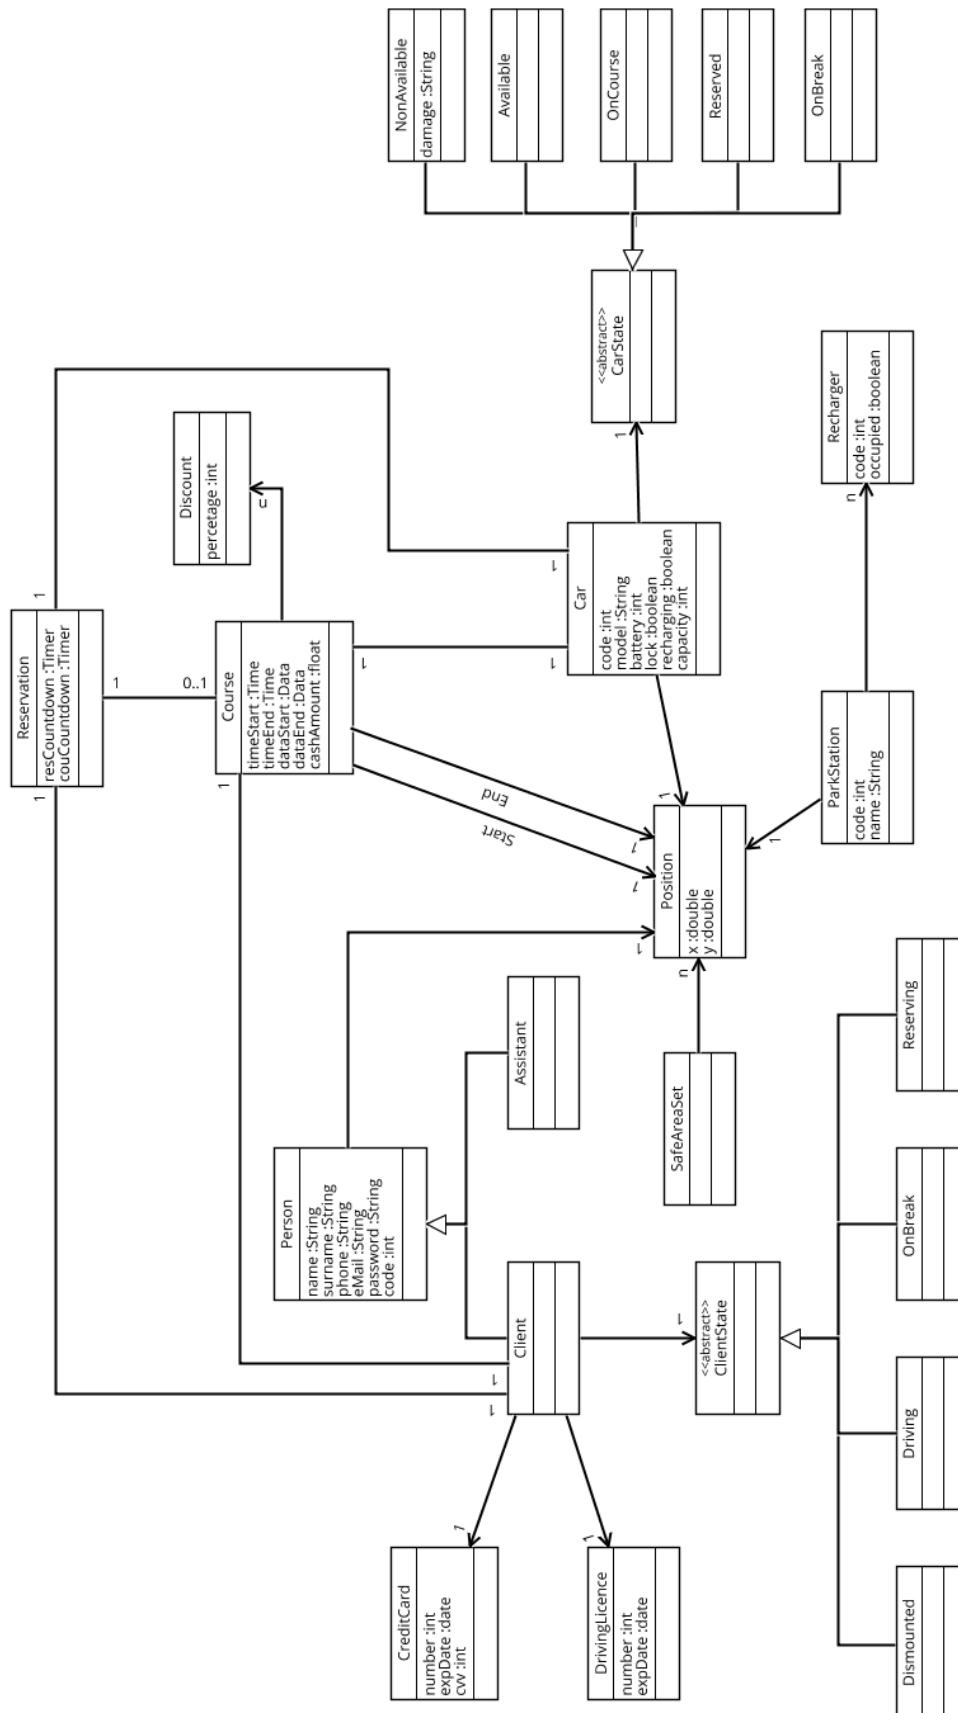 Reservation
resCountdown :Timer
couCountdown :Timer
1
1
1
1
0..1
Discount
percetage :int
n
Course
timeStart :Time
timeEnd :Time
dataStart :Data
dataEnd :Data
cashAmount :float
1
1
Start
End
1
1
NonAvailable
damage :String
Available
OnCourse
Reserved
OnBreak
<<abstract>>
CarState
1
Car
code :int
model :String
battery :int
lock :boolean
recharging :boolean
capacity :int
1
1
1
Recharger
code :int
occupied :boolean
n
ParkStation
code :int
name :String
1
Position
x :double
y :double
1
n
SafeAreaSet
Person
name :String
surname :String
phone :String
eMail :String
password :String
code :int
Assistant
Client
1
1
1
<<abstract>>
ClientState
CreditCard
number :int
expDate :date
cvv :int
1
DrivingLicence
number :int
expDate :date
1
Dismounted
Driving
OnBreak
Reserving